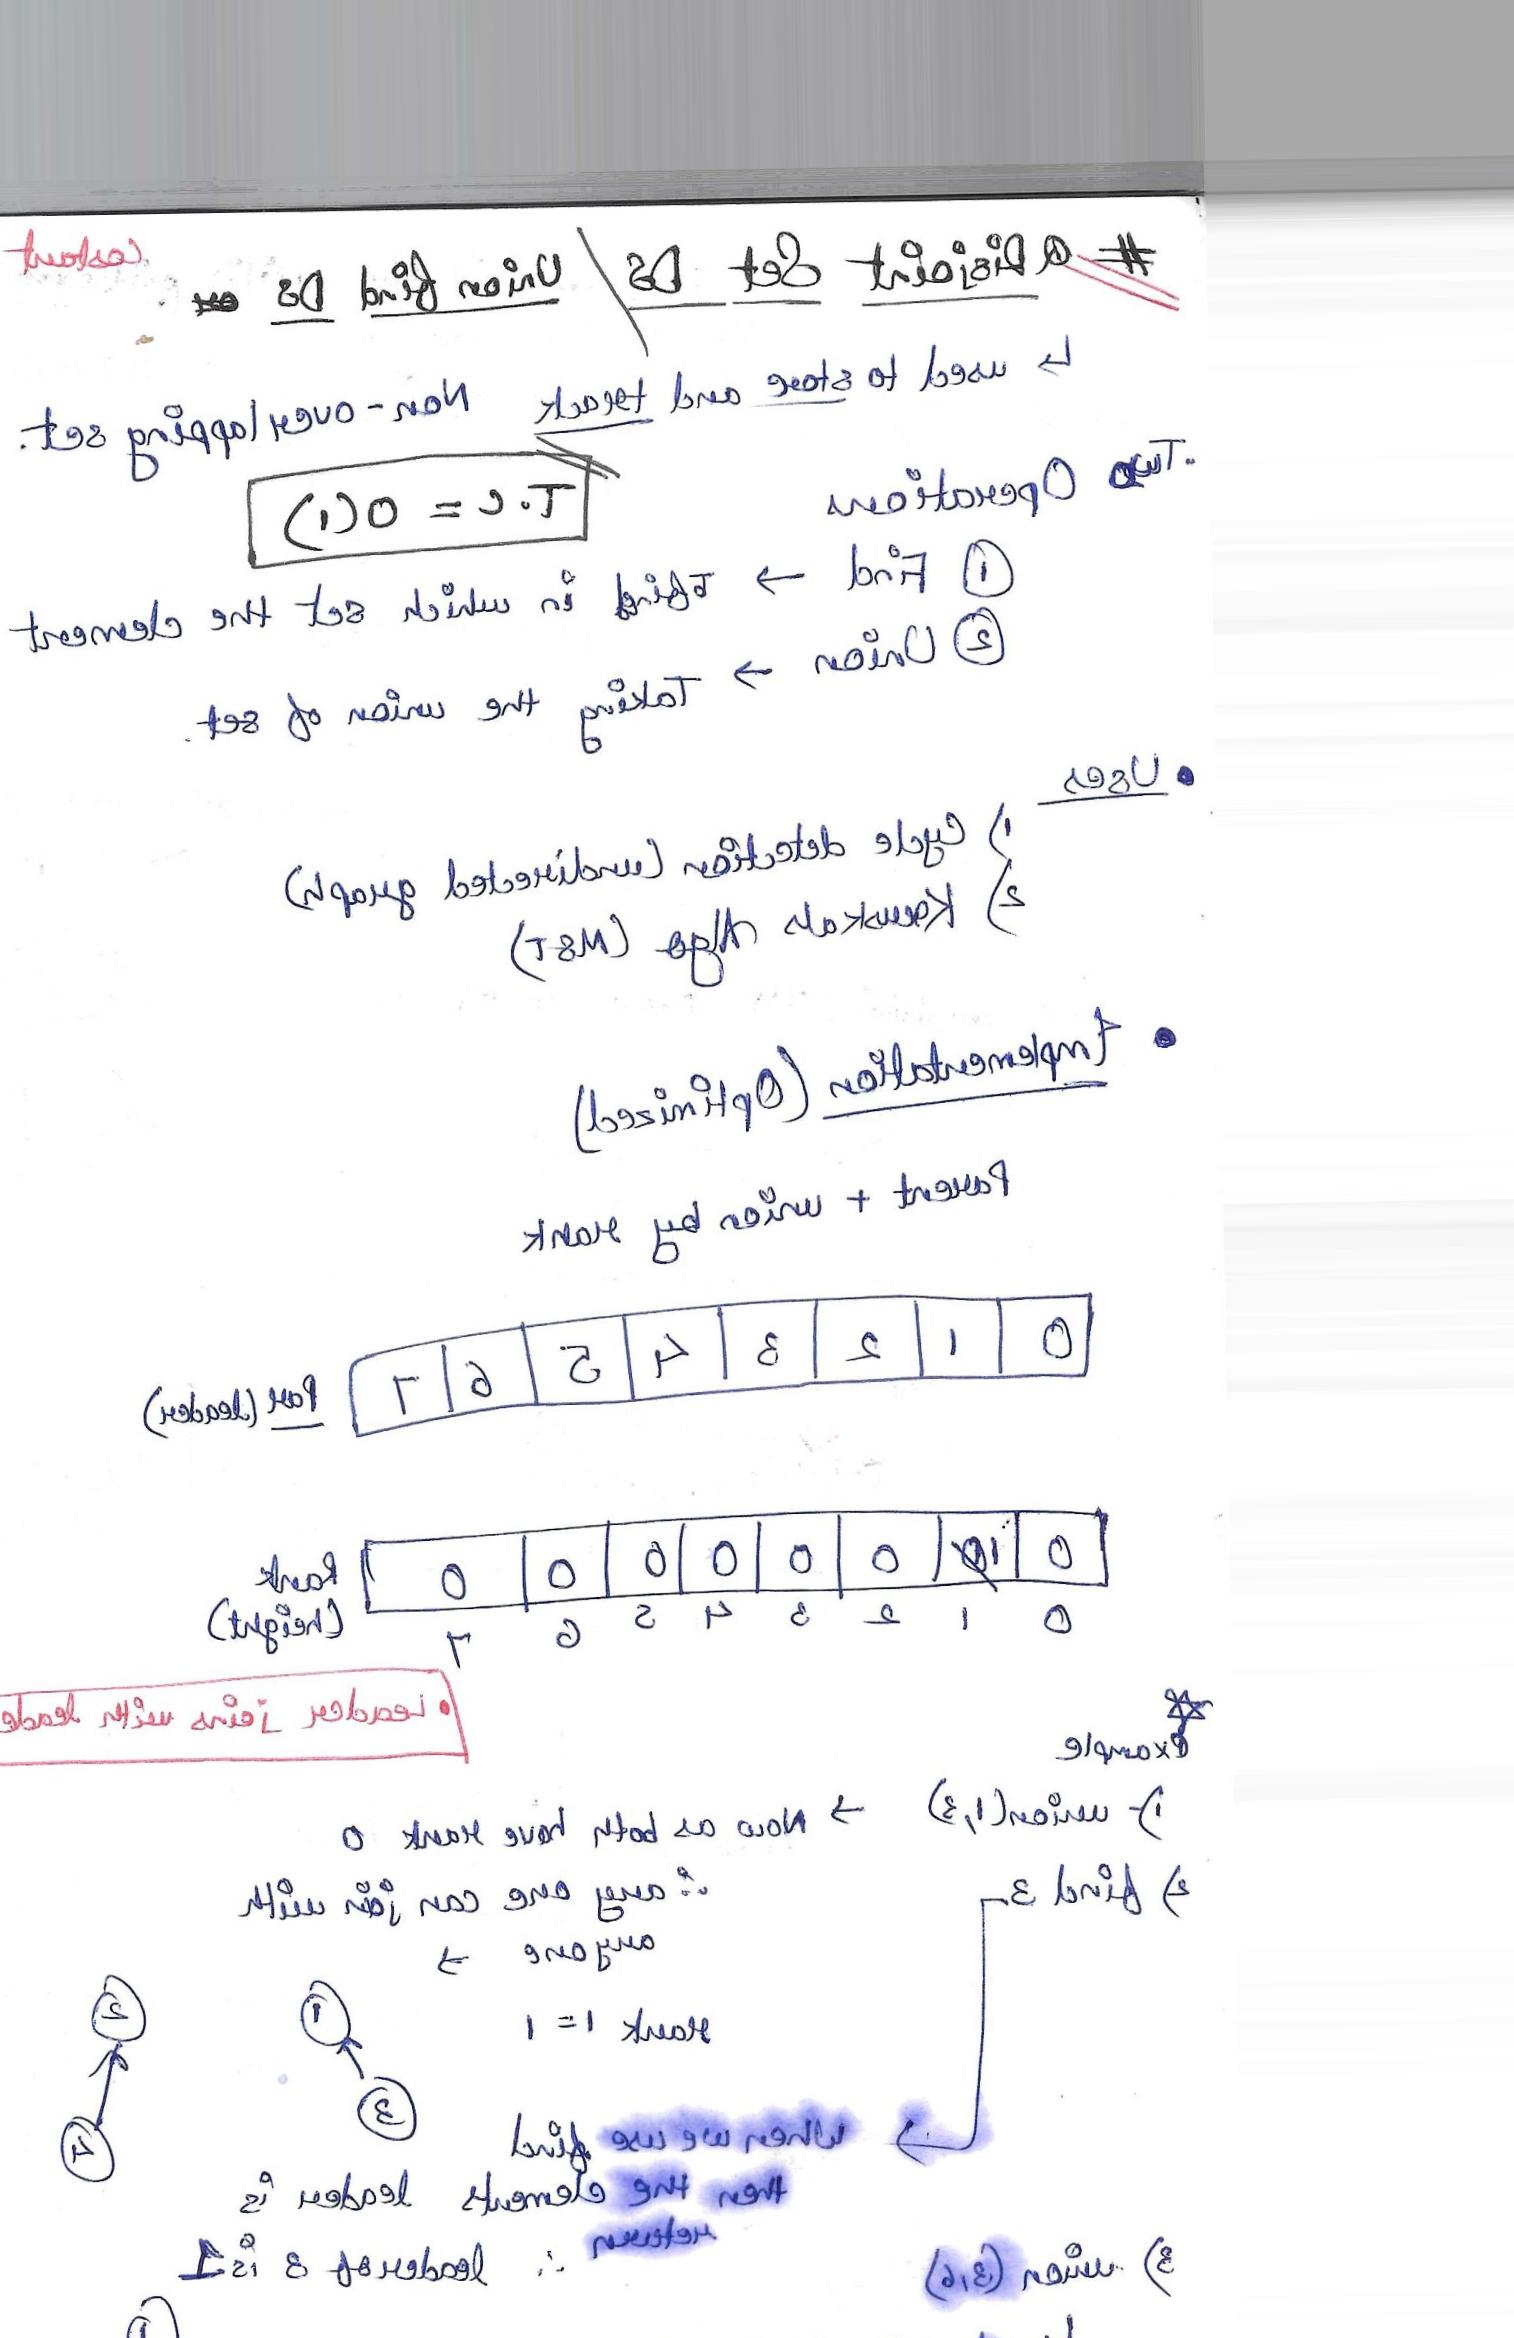 # Disjoint Set DS / Union find DS
↳ used to store and track Non-overlapping set.
Two Operations
T.C = O(1)
① Find → Tfind in which set the element
② Union → Taking the union of set.
• Uses
1) Cycle detection (undirected graph)
2) Kruskals Algo (MST)
• Implementation (Optimized)
Parent + union by rank
0 1 2 3 4 5 6 7 Par (leader)
0 1 0 0 0 0 0 0 Rank
0 1 2 3 4 5 6 7 (height)
• Leader joins with leade
Example
1) union(1,3) → Now as both have rank 0
2) find 3 ∴ any one can join with
anyone →
rank 1 = 1
1 2
3 4
→ When we use find
then the elements leader is
return
∴ leader of 3 is 1
3) union (3,6)
1